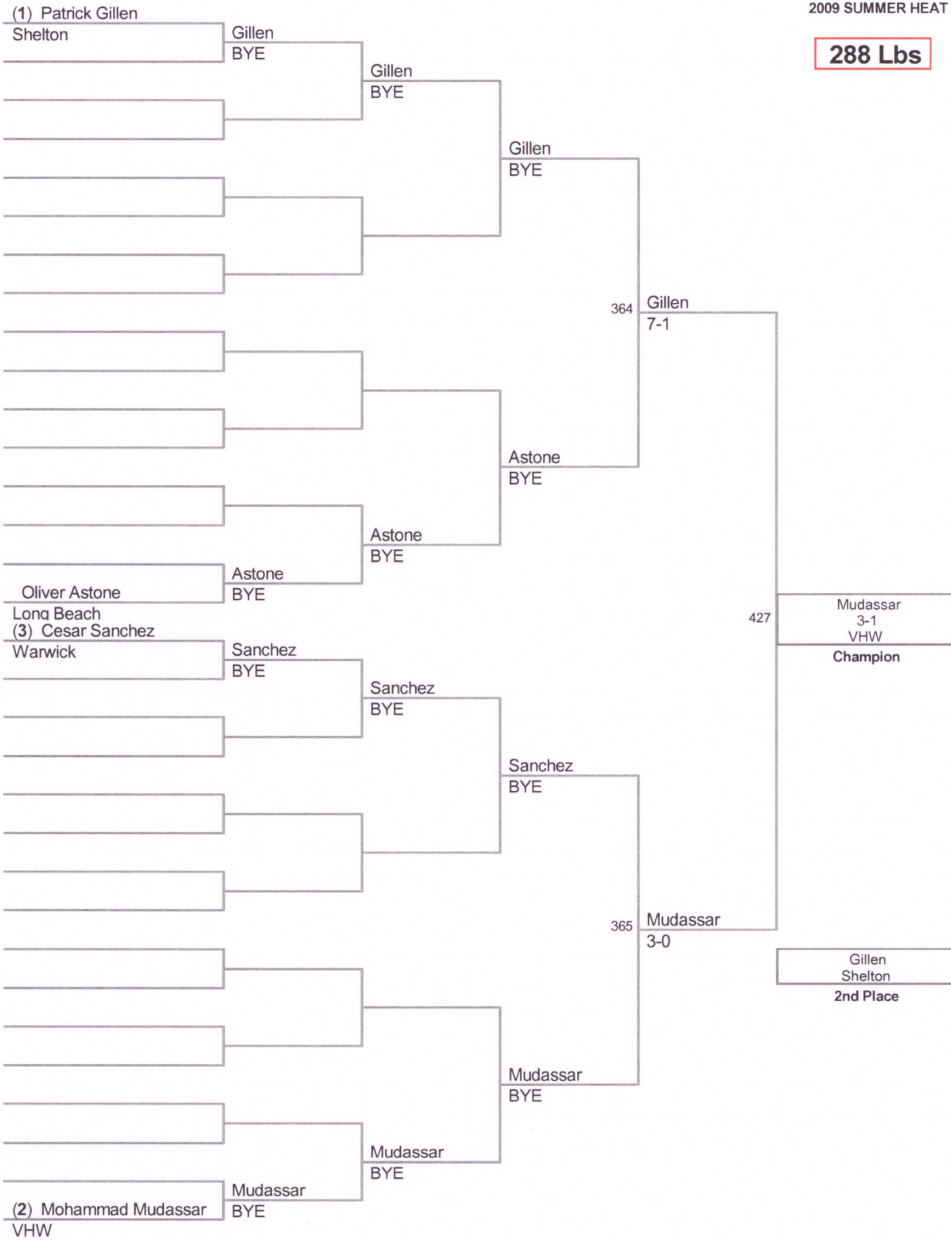 (1) Patrick Gillen
Shelton
2009 SUMMER HEAT
288 Lbs
Gillen
BYE
Gillen
BYE
Gillen
BYE
364
Gillen
7-1
Astone
BYE
Astone
BYE
Astone
BYE
Oliver Astone
Long Beach
(3) Cesar Sanchez
Warwick
427
Mudassar
3-1
VHW
Champion
Sanchez
BYE
Sanchez
BYE
Sanchez
BYE
365
Mudassar
3-0
Gillen
Shelton
2nd Place
Mudassar
BYE
Mudassar
BYE
Mudassar
BYE
(2) Mohammad Mudassar
VHW